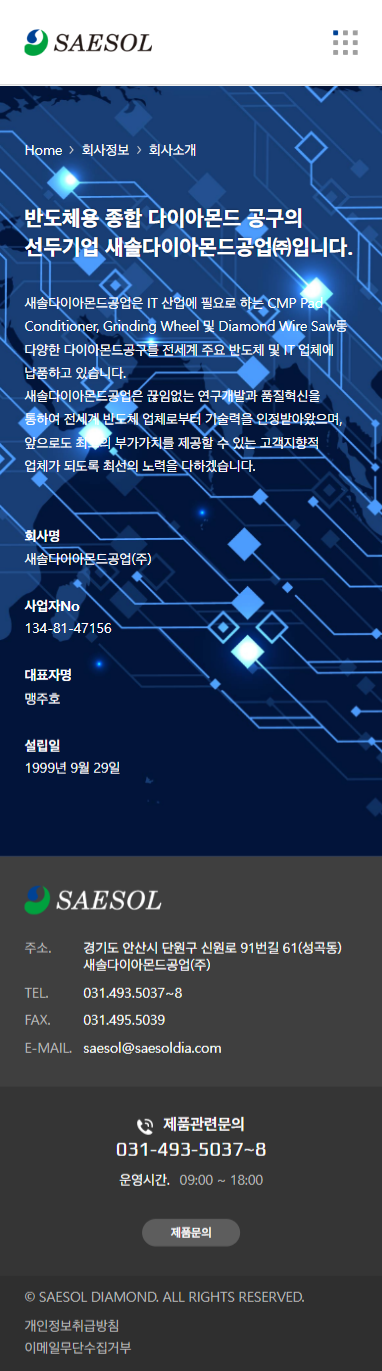 SAESOL
Home > 회사정보 > 회사소개
반도체용 종합 다이아몬드 공구의
선두기업 새솔다이아몬드공업㈜입니다.
새솔다이아몬드공업은 IT 산업에 필요로 하는 CMP Pad
Conditioner, Grinding Wheel 및 Diamond Wire Saw등
다양한 다이아몬드공구를 전세계 주요 반도체 및 IT 업체에
납품하고 있습니다.
새솔다이아몬드공업은 끊임없는 연구개발과 품질혁신을
통하여 전세계 반도체 업체로부터 기술력을 인정받아왔으며,
앞으로도 최고의 부가가치를 제공할 수 있는 고객지향적
업체가 되도록 최선의 노력을 다하겠습니다.
회사명
새솔다이아몬드공업(주)
사업자No
134-81-47156
대표자명
맹주호
설립일
1999년 9월 29일
SAESOL
주소. 경기도 안산시 단원구 신원로 91번길 61(성곡동)
새솔다이아몬드공업(주)
TEL. 031.493.5037~8
FAX. 031.495.5039
E-MAIL. saesol@saesoldia.com
제품관련문의
031-493-5037~8
운영시간. 09:00 ~ 18:00
제품문의
© SAESOL DIAMOND. ALL RIGHTS RESERVED.
개인정보취급방침
이메일무단수집거부